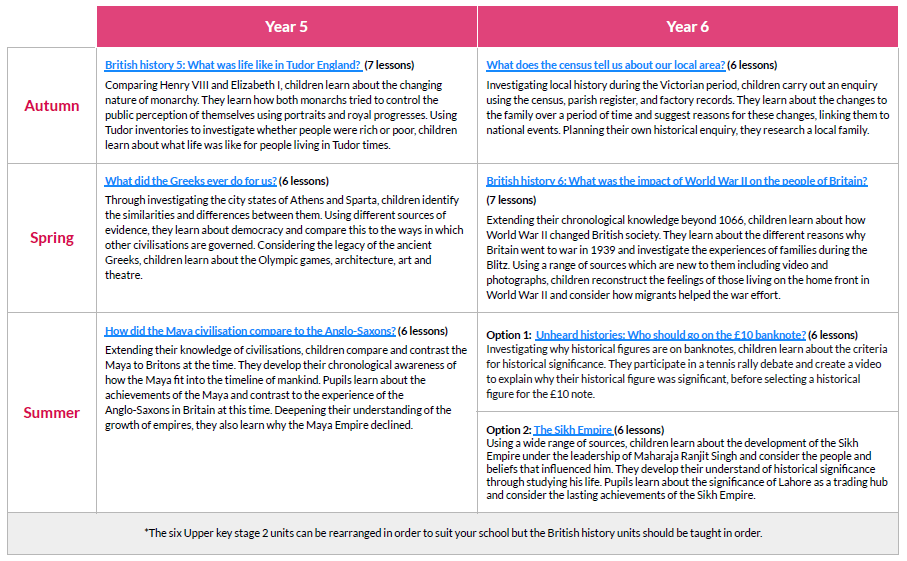 Year 5
Year 6
Autumn
British history 5: What was life like in Tudor England? (7 lessons)
Comparing Henry VIII and Elizabeth I, children learn about the changing
nature of monarchy. They learn how both monarchs tried to control the
public perception of themselves using portraits and royal progresses. Using
Tudor inventories to investigate whether people were rich or poor, children
learn about what life was like for people living in Tudor times.
What does the census tell us about our local area? (6 lessons)
Investigating local history during the Victorian period, children carry out an enquiry
using the census, parish register, and factory records. They learn about the changes to
the family over a period of time and suggest reasons for these changes, linking them to
national events. Planning their own historical enquiry, they research a local family.
Spring
What did the Greeks ever do for us? (6 lessons)
Through investigating the city states of Athens and Sparta, children identify
the similarities and differences between them. Using different sources of
evidence, they learn about democracy and compare this to the ways in which
other civilisations are governed. Considering the legacy of the ancient
Greeks, children learn about the Olympic games, architecture, art and
theatre.
British history 6: What was the impact of World War II on the people of Britain?
(7 lessons)
Extending their chronological knowledge beyond 1066, children learn about how
World War II changed British society. They learn about the different reasons why
Britain went to war in 1939 and investigate the experiences of families during the
Blitz. Using a range of sources which are new to them including video and
photographs, children reconstruct the feelings of those living on the home front in
World War II and consider how migrants helped the war effort.
Summer
How did the Maya civilisation compare to the Anglo-Saxons? (6 lessons)
Extending their knowledge of civilisations, children compare and contrast the
Maya to Britons at the time. They develop their chronological awareness of
how the Maya fit into the timeline of mankind. Pupils learn about the
achievements of the Maya and contrast to the experience of the
Anglo-Saxons in Britain at this time. Deepening their understanding of the
growth of empires, they also learn why the Maya Empire declined.
Option 1: Unheard histories: Who should go on the £10 banknote? (6 lessons)
Investigating why historical figures are on banknotes, children learn about the criteria
for historical significance. They participate in a tennis rally debate and create a video
to explain why their historical figure was significant, before selecting a historical
figure for the £10 note.
Option 2: The Sikh Empire (6 lessons)
Using a wide range of sources, children learn about the development of the Sikh
Empire under the leadership of Maharaja Ranjit Singh and consider the people and
beliefs that influenced him. They develop their understand of historical significance
through studying his life. Pupils learn about the significance of Lahore as a trading hub
and consider the lasting achievements of the Sikh Empire.
*The six Upper key stage 2 units can be rearranged in order to suit your school but the British history units should be taught in order.